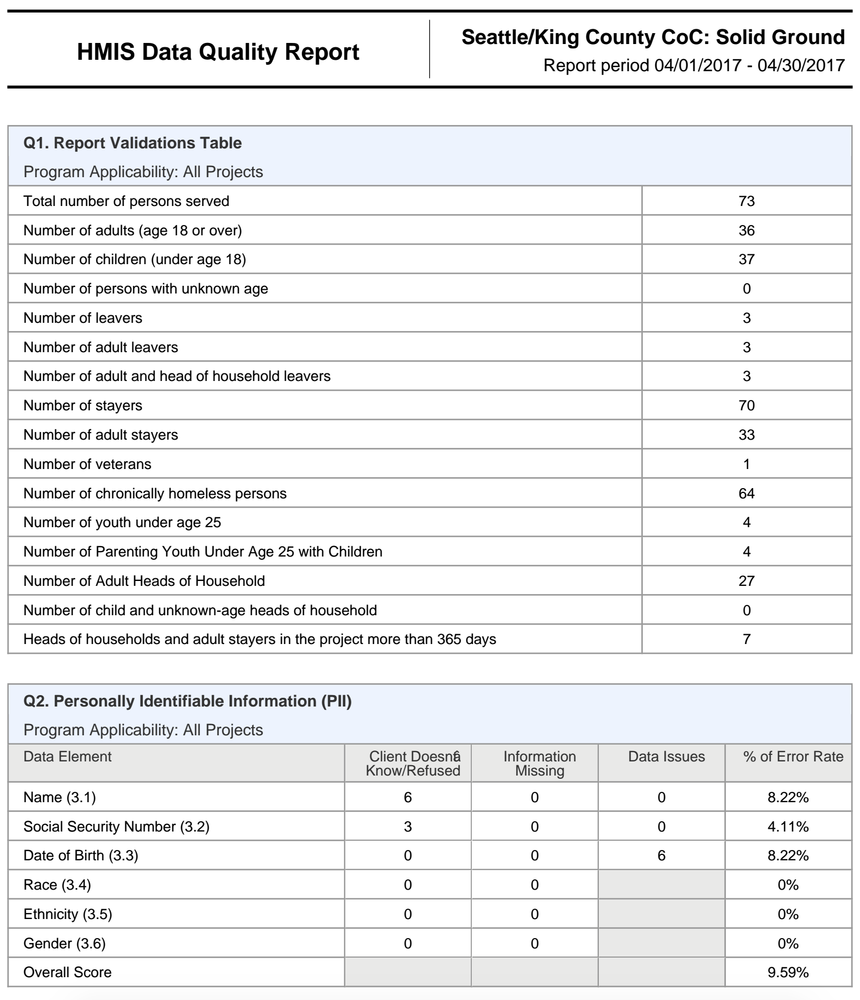 HMIS Data Quality Report
Seattle/King County CoC: Solid Ground
Report period 04/01/2017 - 04/30/2017
Q1. Report Validations Table
Program Applicability: All Projects
Total number of persons served 73
Number of adults (age 18 or over) 36
Number of children (under age 18) 37
Number of persons with unknown age 0
Number of leavers 3
Number of adult leavers 3
Number of adult and head of household leavers 3
Number of stayers 70
Number of adult stayers 33
Number of veterans 1
Number of chronically homeless persons 64
Number of youth under age 25 4
Number of Parenting Youth Under Age 25 with Children 4
Number of Adult Heads of Household 27
Number of child and unknown-age heads of household 0
Heads of households and adult stayers in the project more than 365 days 7
Q2. Personally Identifiable Information (PII)
Program Applicability: All Projects
Data Element Client Doesnâ Information Data Issues % of Error Rate
Know/Refused Missing
Name (3.1) 6 0 0 8.22%
Social Security Number (3.2) 3 0 0 4.11%
Date of Birth (3.3) 0 0 6 8.22%
Race (3.4) 0 0 0%
Ethnicity (3.5) 0 0 0%
Gender (3.6) 0 0 0%
Overall Score 9.59%